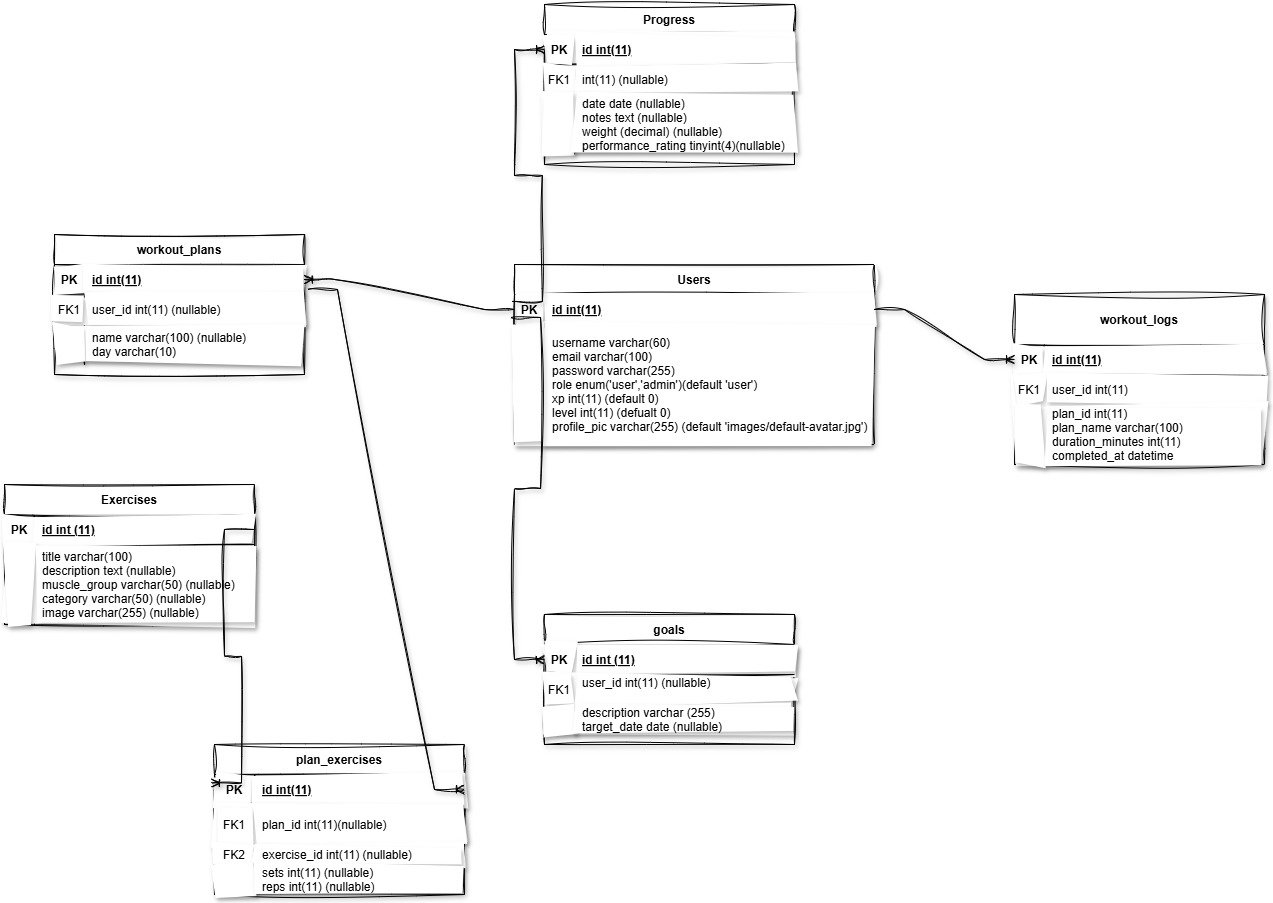 Progress
PK id int(11)
FK1 int(11) (nullable)
date date (nullable)
notes text (nullable)
weight (decimal) (nullable)
performance_rating tinyint(4)(nullable)
workout_plans
PK id int(11)
FK1 user_id int(11) (nullable)
name varchar(100) (nullable)
day varchar(10)
Users
PK id int(11)
username varchar(60)
email varchar(100)
password varchar(255)
role enum('user','admin')(default 'user')
xp int(11) (default 0)
level int(11) (defualt 0)
profile_pic varchar(255) (default 'images/default-avatar.jpg')
workout_logs
PK id int(11)
FK1 user_id int(11)
plan_id int(11)
plan_name varchar(100)
duration_minutes int(11)
completed_at datetime
Exercises
PK id int (11)
title varchar(100)
description text (nullable)
muscle_group varchar(50) (nullable)
category varchar(50) (nullable)
image varchar(255) (nullable)
goals
PK id int (11)
FK1 user_id int(11) (nullable)
description varchar (255)
target_date date (nullable)
plan_exercises
PK id int(11)
FK1 plan_id int(11)(nullable)
FK2 exercise_id int(11) (nullable)
sets int(11) (nullable)
reps int(11) (nullable)